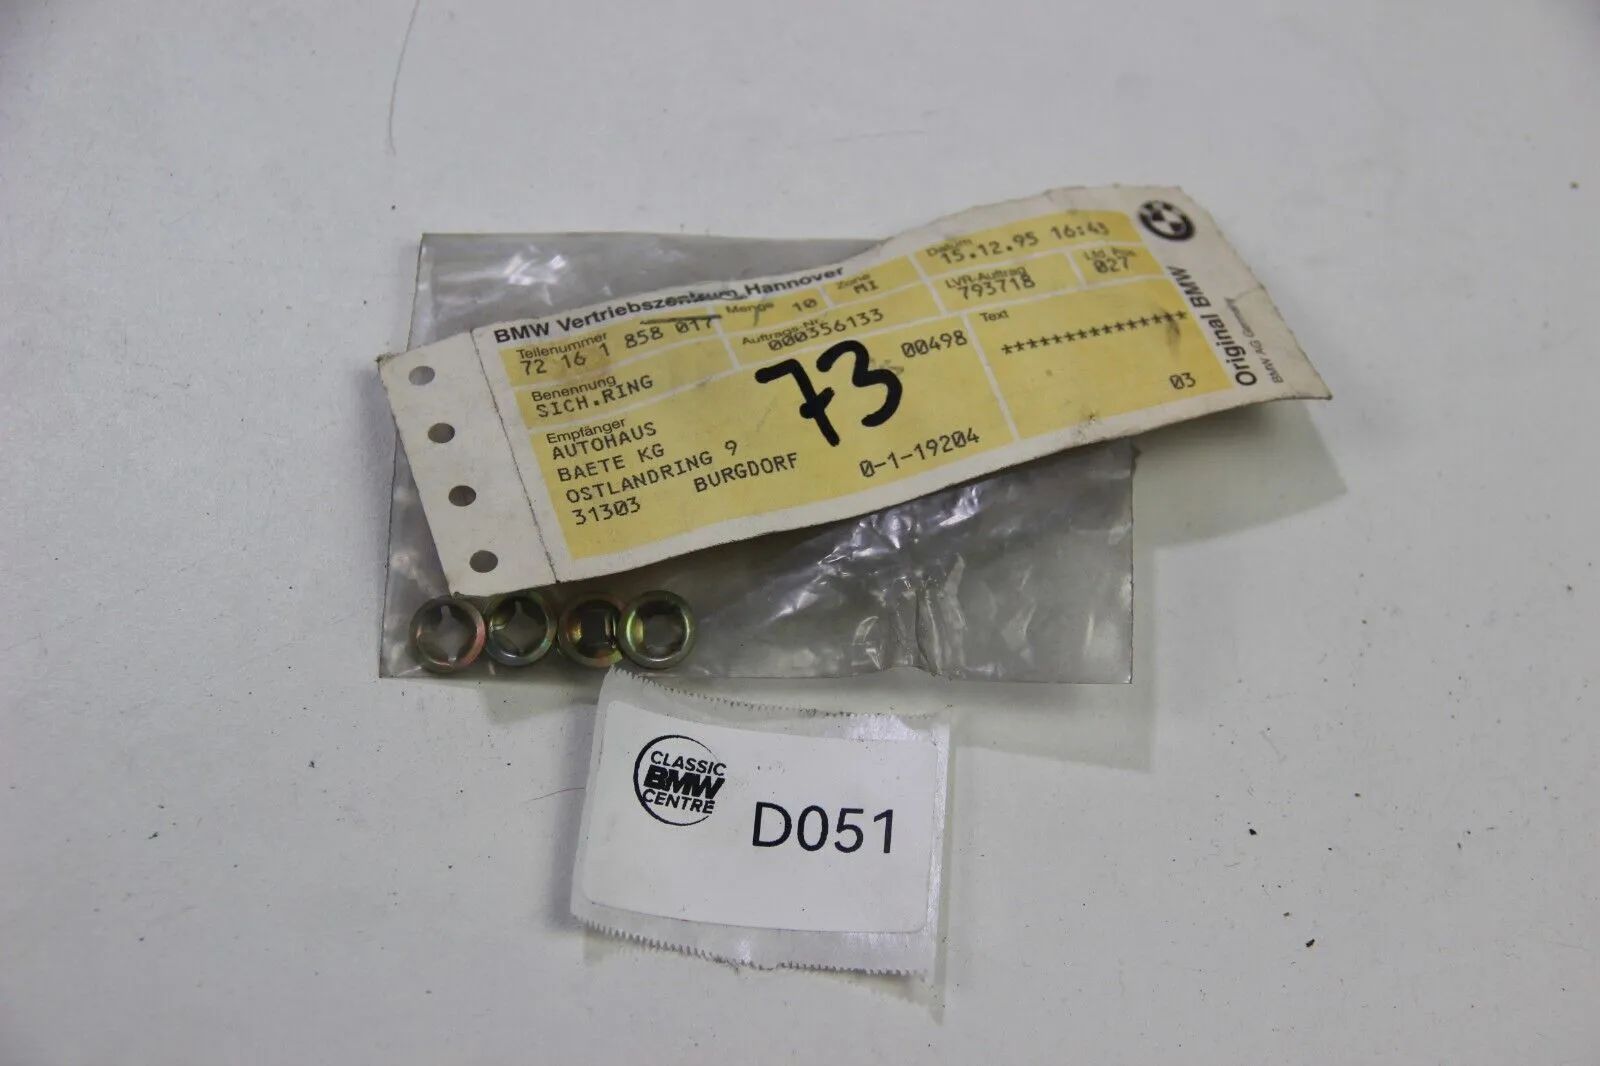 BMW Vertriebszentrum Hannover
Teilenummer Menge Zone Datum
72 16 1 858 017 10 MI 15.12.95 16:45
Benennung Auftrags-Nr. LVR-Auftrag Lfd. Pos.
SICH.RING 000356133 793718 027
Empfänger 00498 Text
AUTOHAUS ***************
BAETE KG
OSTLANDRING 9 03
31303 BURGDORF 0-1-19204
73
Original BMW
BMW AG Germany
CLASSIC
BMW
CENTRE
D051